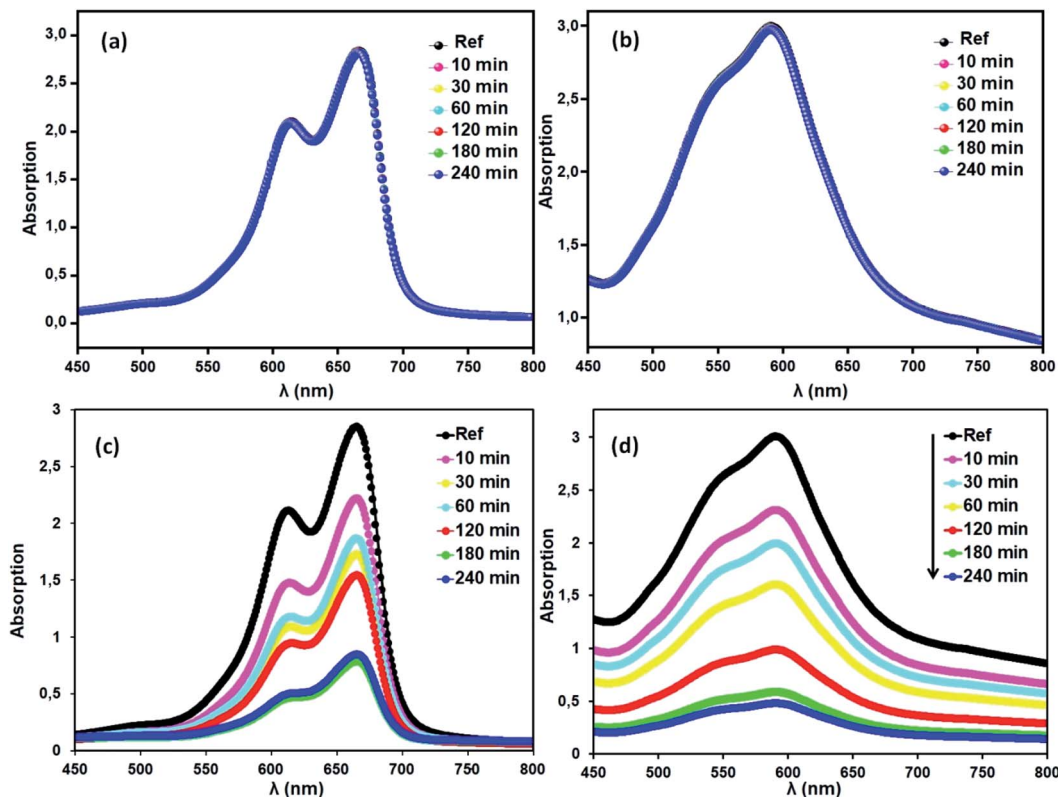 (a)
3,0
2,5
2,0
1,5
1,0
0,5
0,0
Absorption
Ref
10 min
30 min
60 min
120 min
180 min
240 min
450 500 550 600 650 700 750 800
λ (nm)
(b)
3,0
2,5
2,0
1,5
1,0
Absorption
Ref
10 min
30 min
60 min
120 min
180 min
240 min
450 500 550 600 650 700 750 800
λ (nm)
(c)
3
2,5
2
1,5
1
0,5
0
Absorption
Ref
10 min
30 min
60 min
120 min
180 min
240 min
450 500 550 600 650 700 750 800
λ (nm)
(d)
3
2,5
2
1,5
1
0,5
0
Absorption
Ref
10 min
30 min
60 min
120 min
180 min
240 min
450 500 550 600 650 700 750 800
λ (nm)